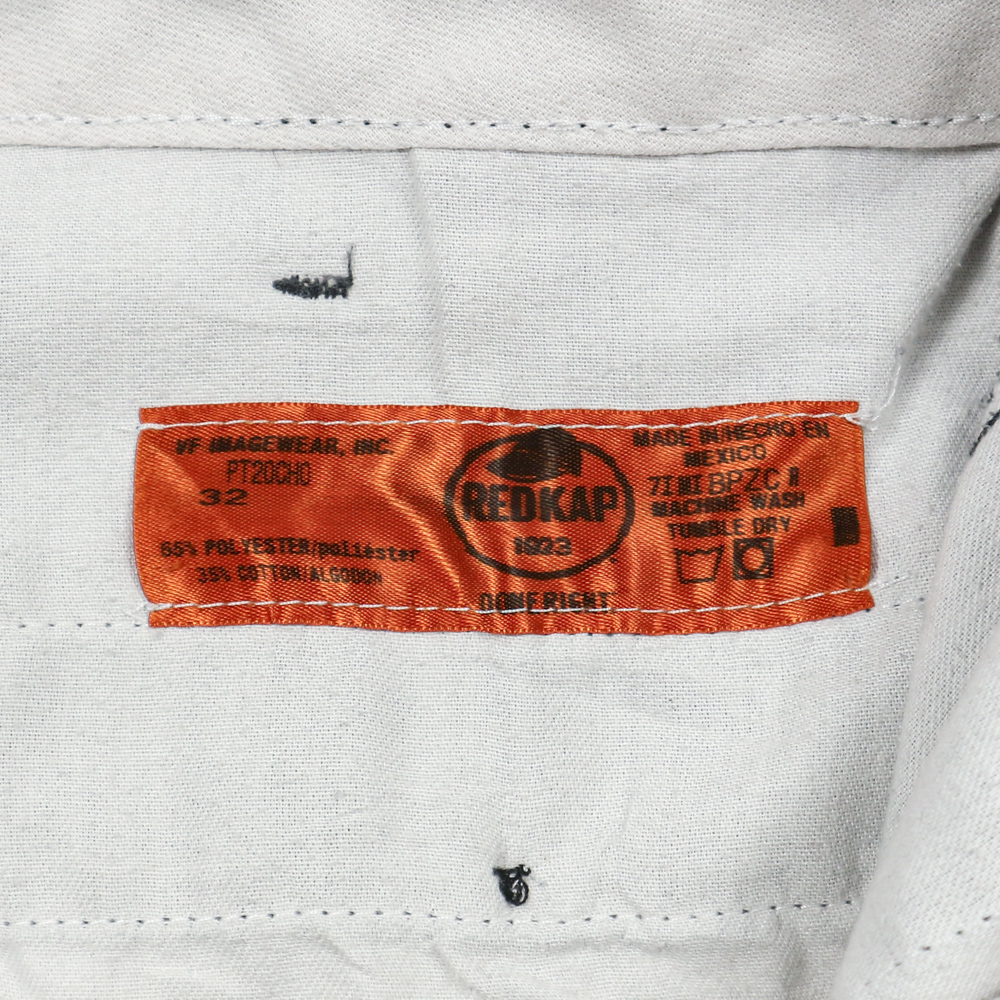 VF IMAGEWEAR, INC.
PT20CHO
32
65% POLYESTER/poliester
35% COTTON/ALGODON
REDKAP
1923
DONE RIGHT
MADE IN/HECHO EN
MEXICO
BPZC
MACHINE WASH
TUMBLE DRY